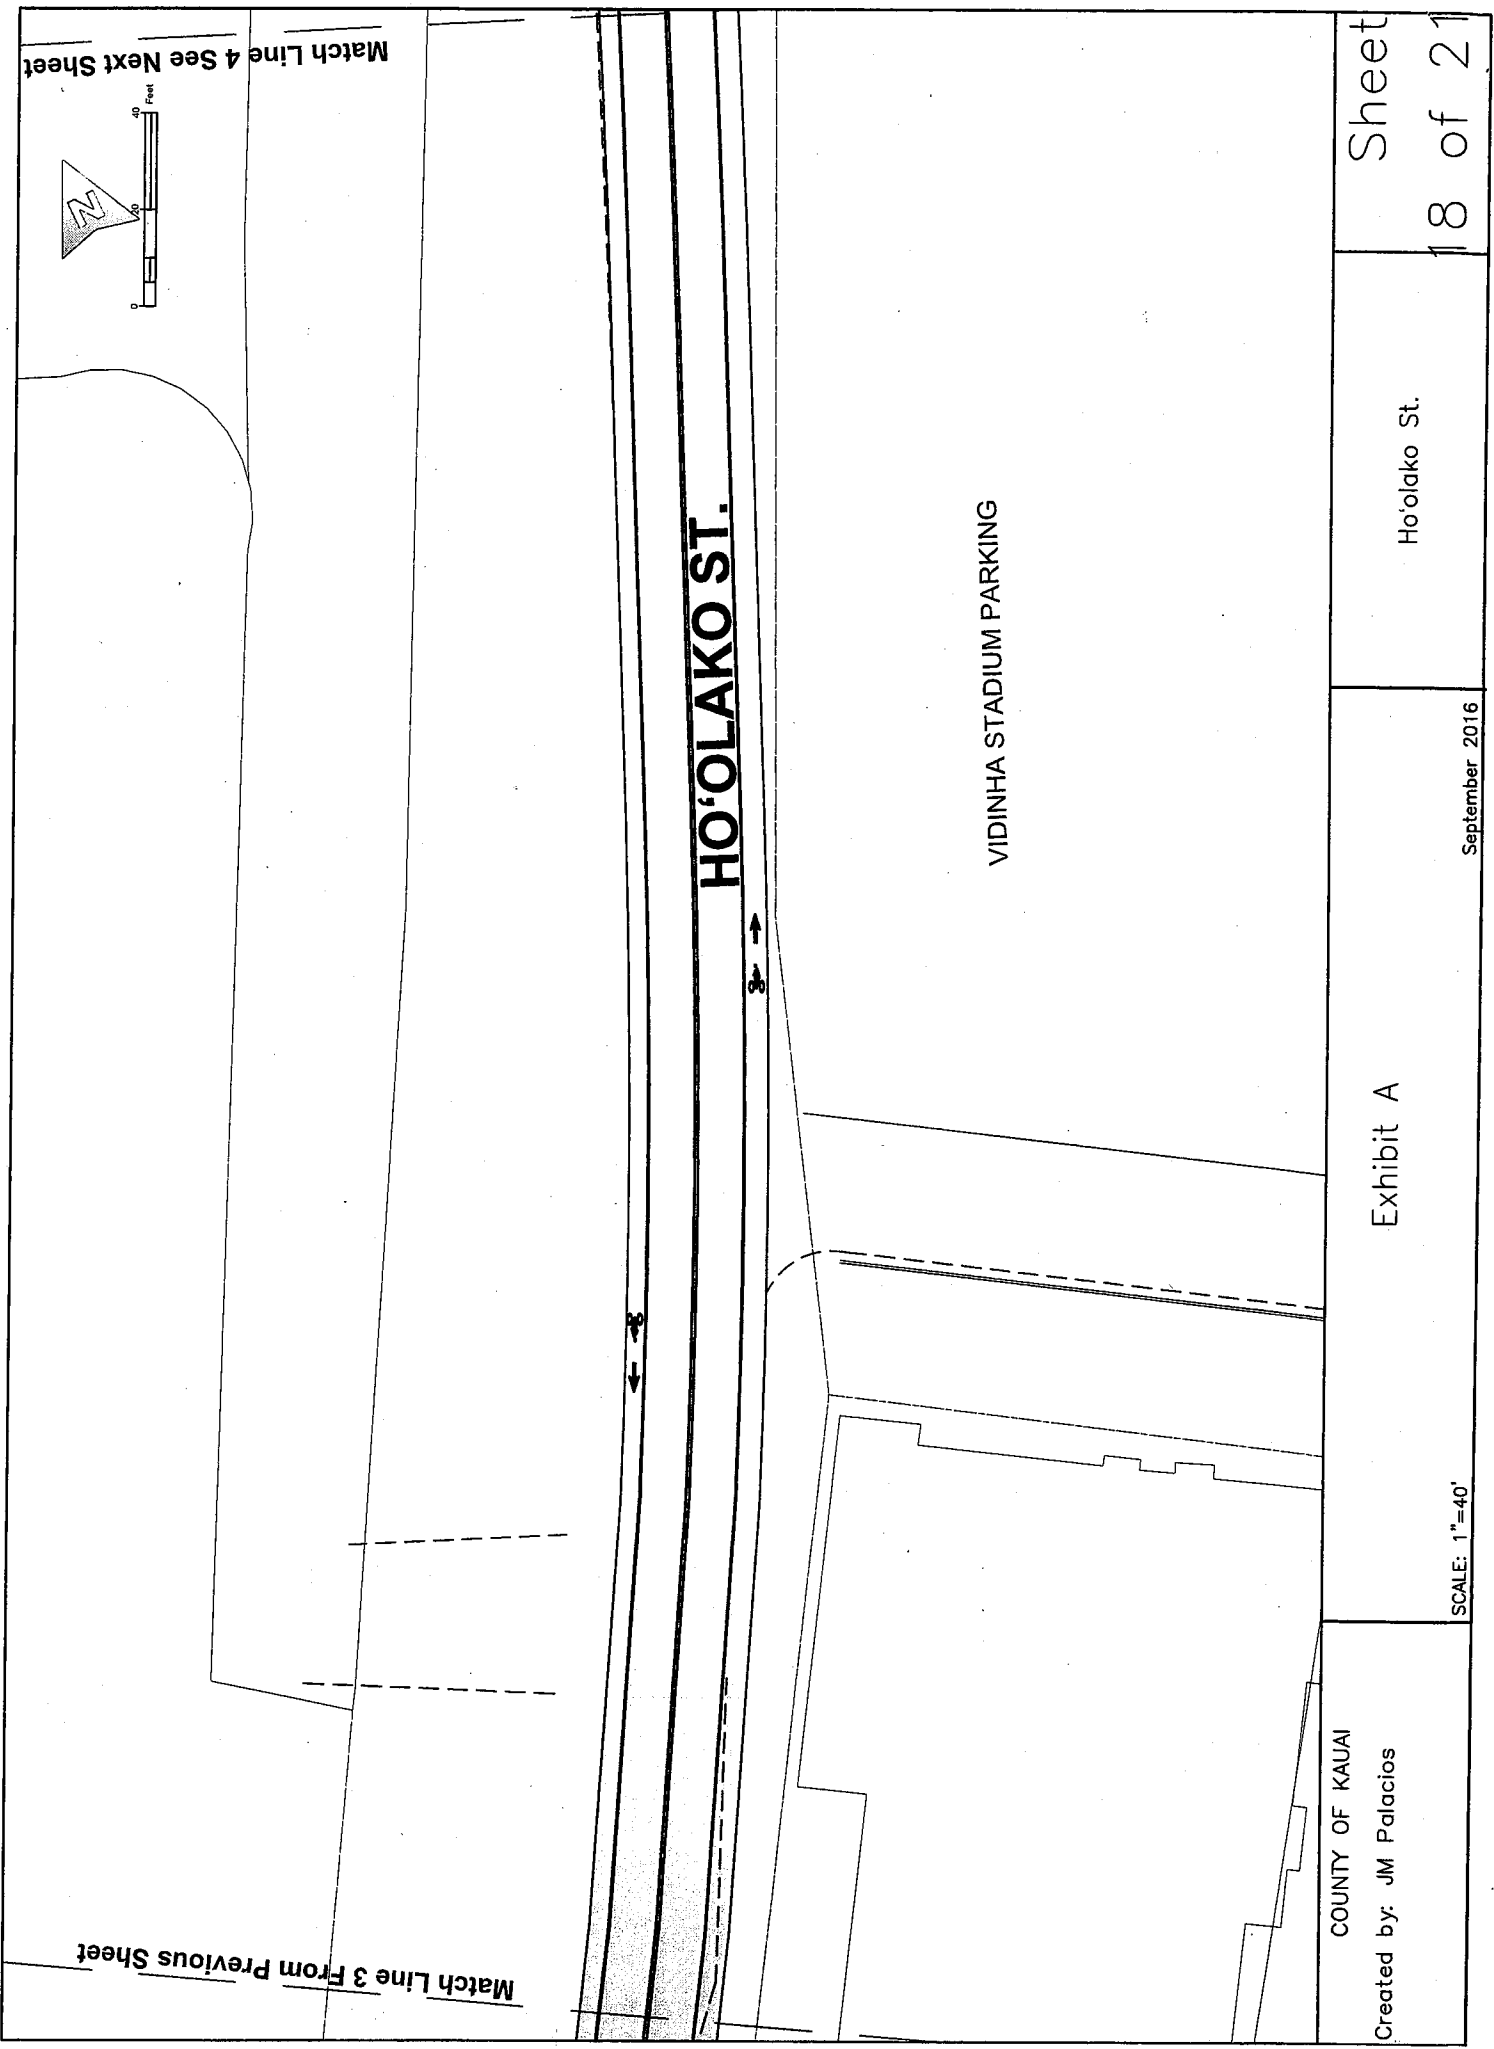 Match Line 3 From Previous Sheet
Match Line 4 See Next Sheet
N
0 20 40 Feet
HO‘OLAKO ST.
VIDINHA STADIUM PARKING
COUNTY OF KAUAI
Created by: JM Palacios
Exhibit A
SCALE: 1"=40'
September 2016
Ho‘olako St.
Sheet
18 of 21